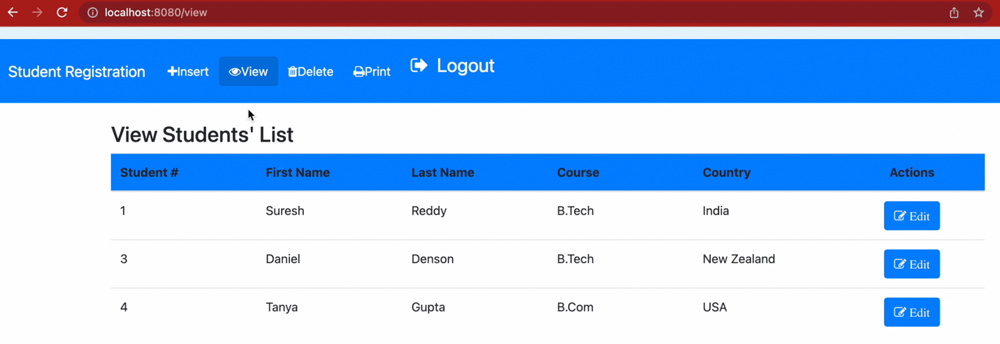 localhost:8080/view
Student Registration Insert View Delete Print Logout
View Students' List
Student # First Name Last Name Course Country Actions
1 Suresh Reddy B.Tech India Edit
3 Daniel Denson B.Tech New Zealand Edit
4 Tanya Gupta B.Com USA Edit